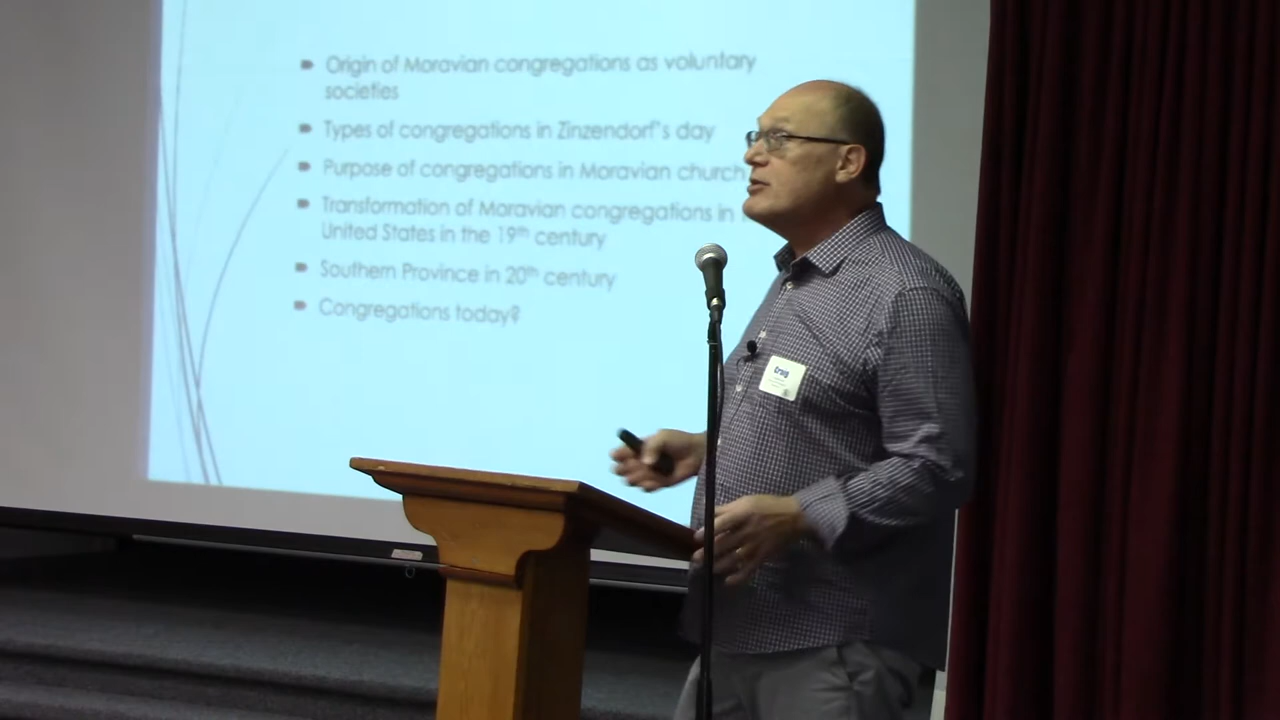 Origin of Moravian congregations as voluntary
societies
Types of congregations in Zinzendorf's day
Purpose of congregations in Moravian church
Transformation of Moravian congregations in
United States in the 19th century
Southern Province in 20th century
Congregations today?
Craig